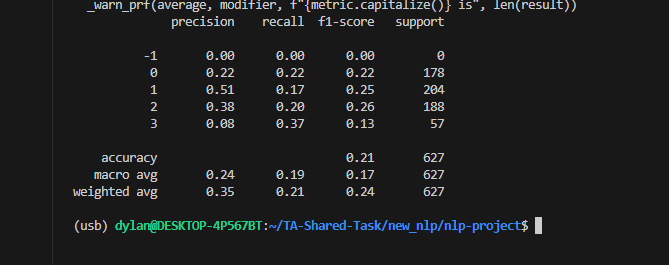 _warn_prf(average, modifier, f"{metric.capitalize()} is", len(result))
precision recall f1-score support
-1 0.00 0.00 0.00 0
0 0.22 0.22 0.22 178
1 0.51 0.17 0.25 204
2 0.38 0.20 0.26 188
3 0.08 0.37 0.13 57
accuracy 0.21 627
macro avg 0.24 0.19 0.17 627
weighted avg 0.35 0.21 0.24 627
(usb) dylan@DESKTOP-4P567BT:~/TA-Shared-Task/new_nlp/nlp-project$